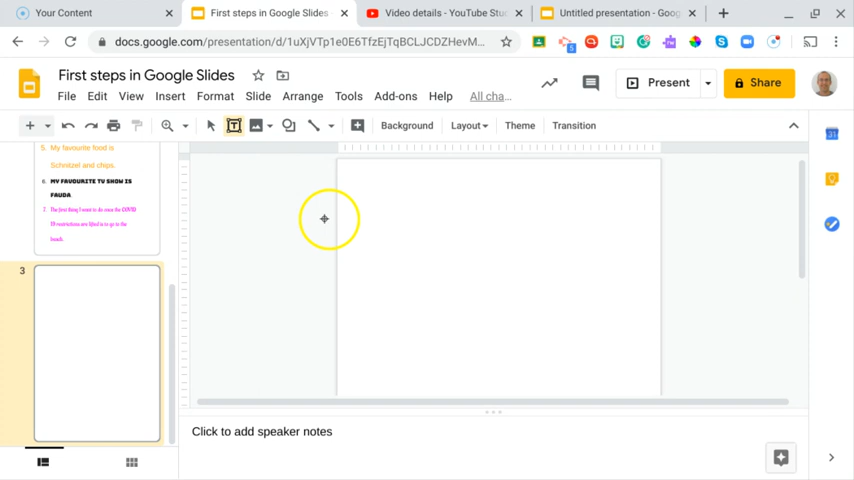 Your Content
First steps in Google Slides -
Video details - YouTube Stu
Untitled presentation - Goog
docs.google.com/presentation/d/1uXjVTp1e0E6TfzEjTqBLJCDZHevM...
5
First steps in Google Slides
Present
Share
File Edit View Insert Format Slide Arrange Tools Add-ons Help All cha...
Background Layout Theme Transition
5. My favourite food is
Schnitzel and chips.
6. MY FAVOURITE TV SHOW IS
FAUDA
7. The first thing I want to do once the COVID
19 restrictions are lifted is to go to the
beach.
3
Click to add speaker notes
31